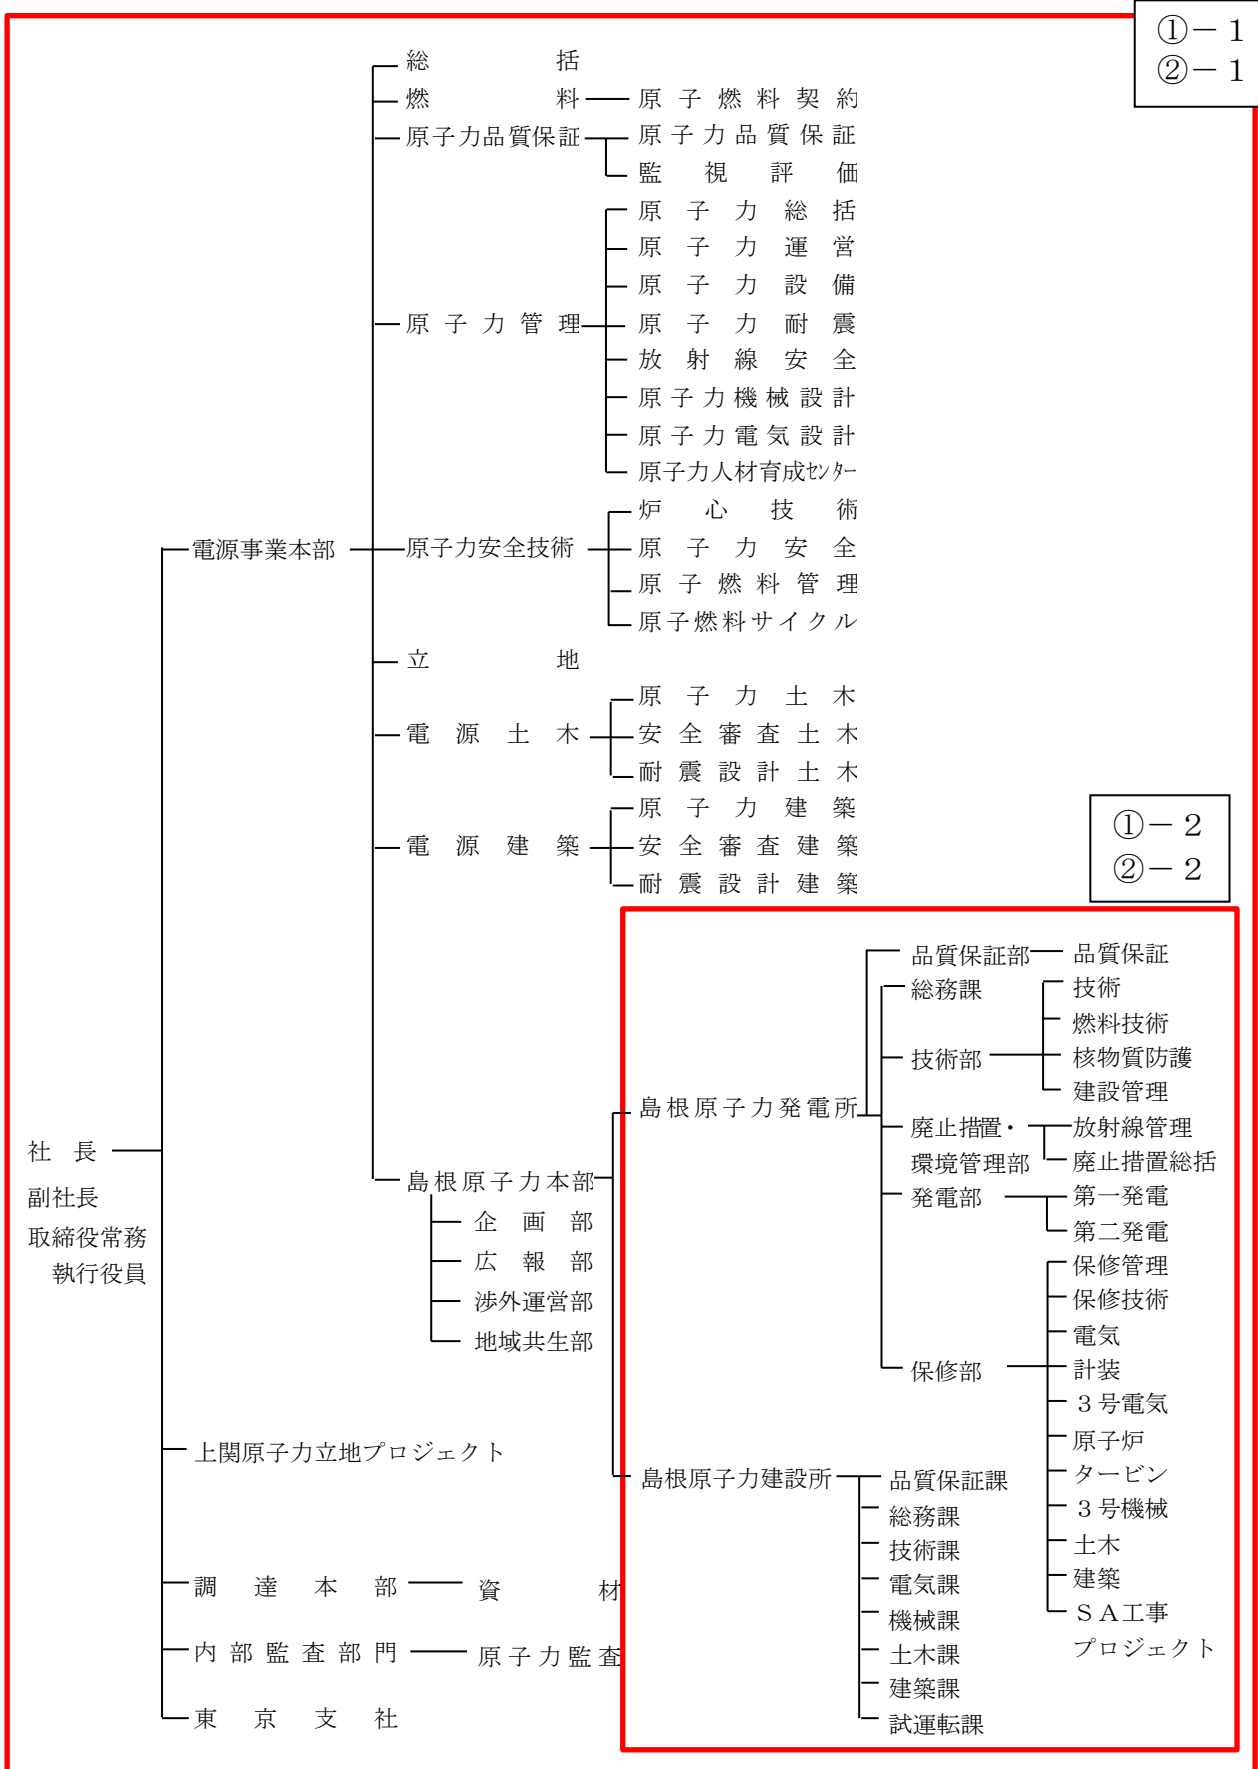 ①－１
②－１
総括
燃料
原子燃料契約
原子力品質保証
原子力品質保証
監視評価
原子力管理
原子力総括
原子力運営
原子力設備
原子力耐震
放射線安全
原子力機械設計
原子力電気設計
原子力人材育成ｾﾝﾀｰ
電源事業本部
原子力安全技術
炉心技術
原子力安全
原子燃料管理
原子燃料サイクル
立地
電源土木
原子力土木
安全審査土木
耐震設計土木
電源建築
原子力建築
安全審査建築
耐震設計建築
①－２
②－２
社長
副社長
取締役常務
執行役員
島根原子力本部
企画部
広報部
渉外運営部
地域共生部
島根原子力発電所
品質保証部
品質保証
総務課
技術部
技術
燃料技術
核物質防護
建設管理
廃止措置・
環境管理部
放射線管理
廃止措置総括
発電部
第一発電
第二発電
保修部
保修管理
保修技術
電気
計装
３号電気
原子炉
タービン
３号機械
土木
建築
ＳＡ工事
プロジェクト
島根原子力建設所
品質保証課
総務課
技術課
電気課
機械課
土木課
建築課
試運転課
上関原子力立地プロジェクト
調達本部
資材
内部監査部門
原子力監査
東京支社